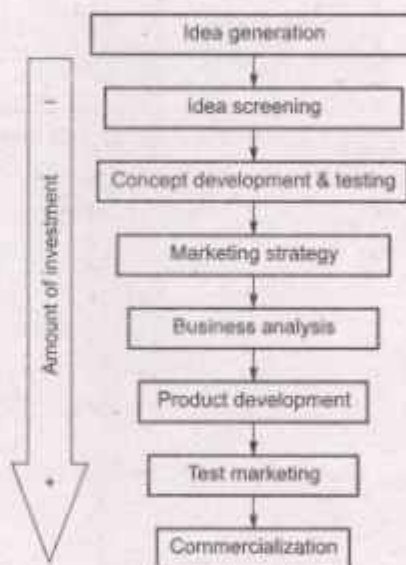 Idea generation
Idea screening
Concept development & testing
Marketing strategy
Business analysis
Product development
Test marketing
Commercialization
−
Amount of investment
+